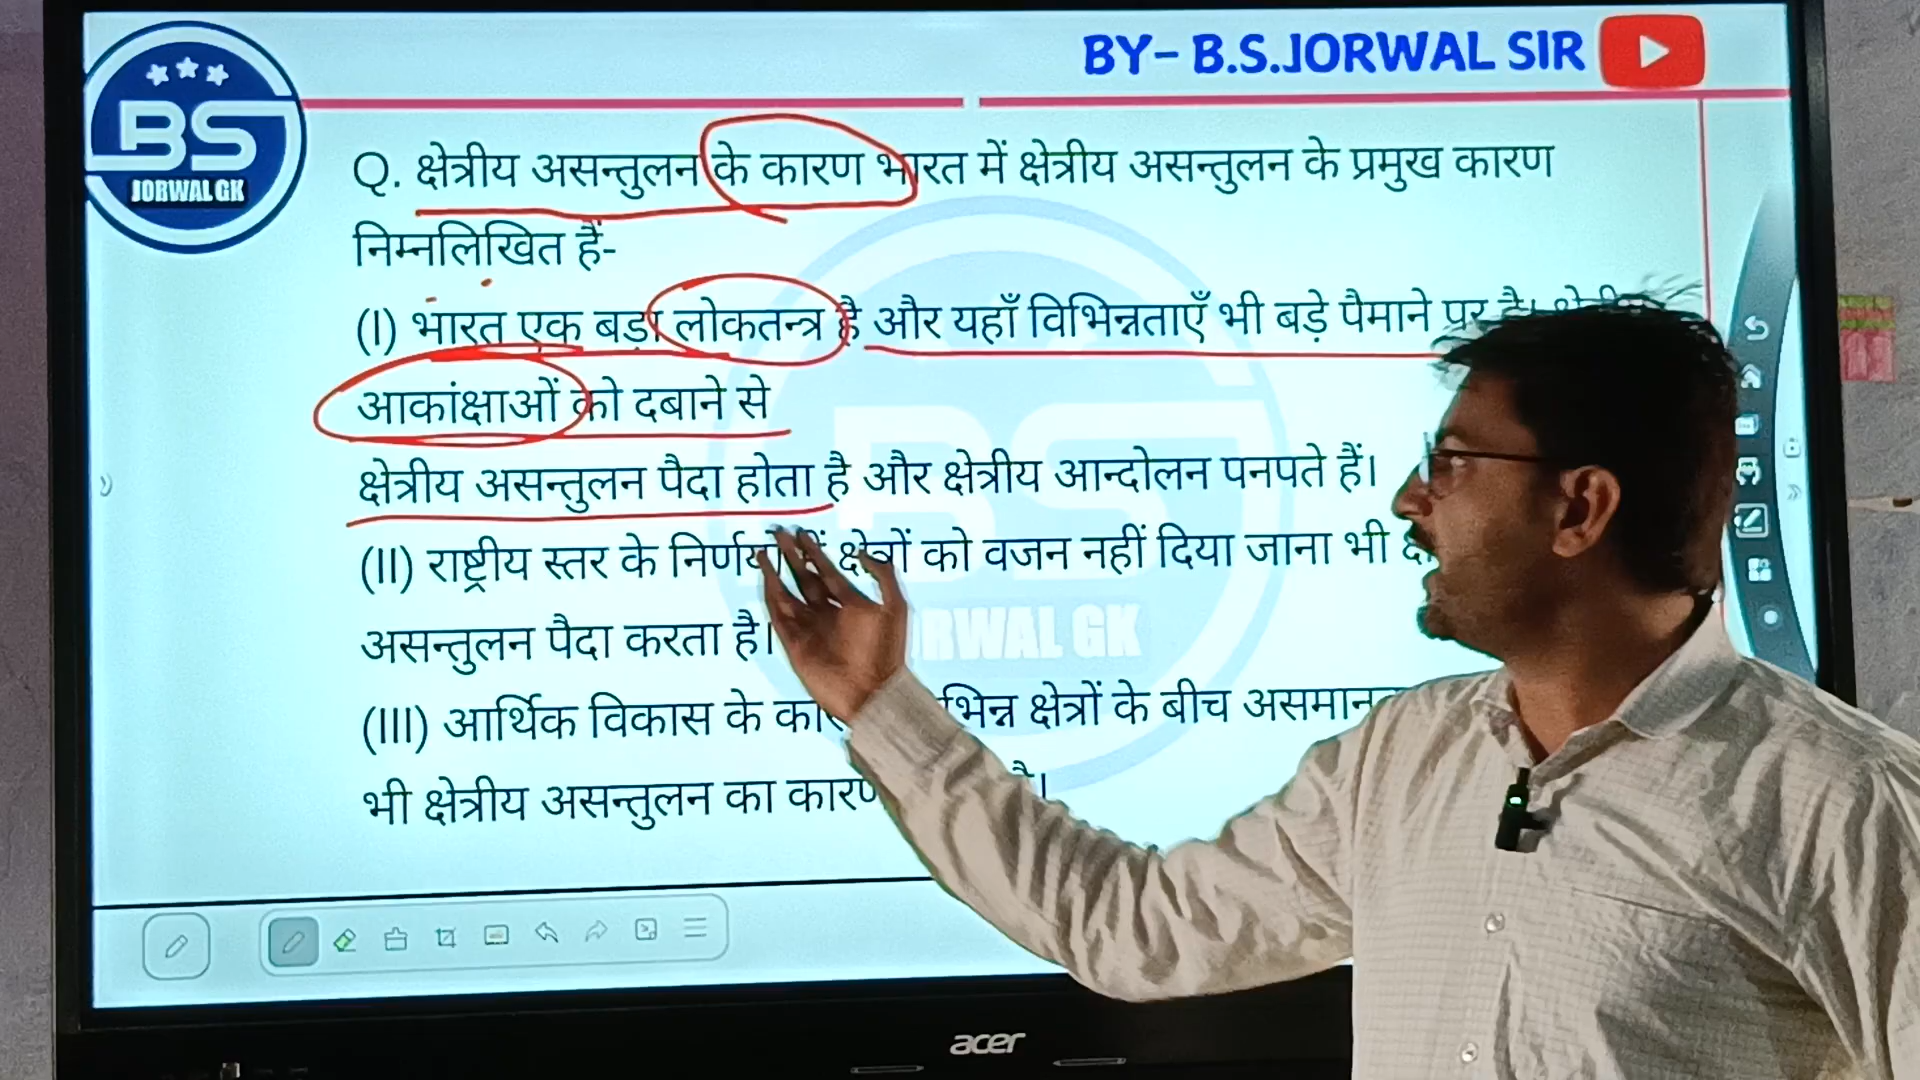 BY- B.S.JORWAL SIR
BS
JORWAL GK
Q. क्षेत्रीय असन्तुलन के कारण भारत में क्षेत्रीय असन्तुलन के प्रमुख कारण
निम्नलिखित हैं-
(I) भारत एक बड़ा लोकतन्त्र है और यहाँ विभिन्नताएँ भी बड़े पैमाने पर
आकांक्षाओं को दबाने से
क्षेत्रीय असन्तुलन पैदा होता है और क्षेत्रीय आन्दोलन पनपते हैं।
(II) राष्ट्रीय स्तर के निर्णयों में क्षेत्रों को वजन नहीं दिया जाना भी
असन्तुलन पैदा करता है।
(III) आर्थिक विकास के क्षेत्रों के बीच
भी क्षेत्रीय असन्तुलन का कारण है।
BS
JORWAL GK
acer